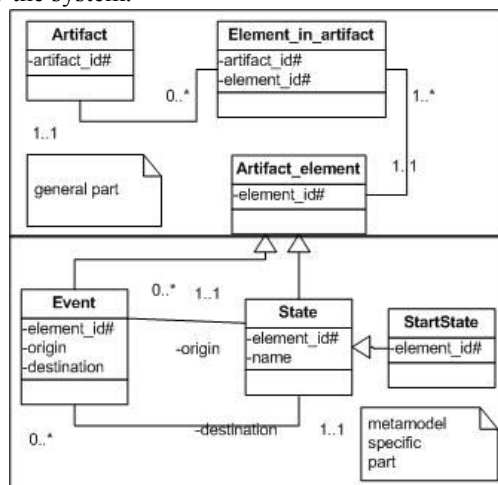 the system.
Artifact
-artifact_id#
Element_in_artifact
-artifact_id#
-element_id#
0..*
1..*
1..1
general part
Artifact_element
-element_id#
1..1
Event
-element_id#
-origin
-destination
0..*
1..1
-origin
State
-element_id#
-name
StartState
-element_id#
0..*
-destination
1..1
metamodel
specific
part